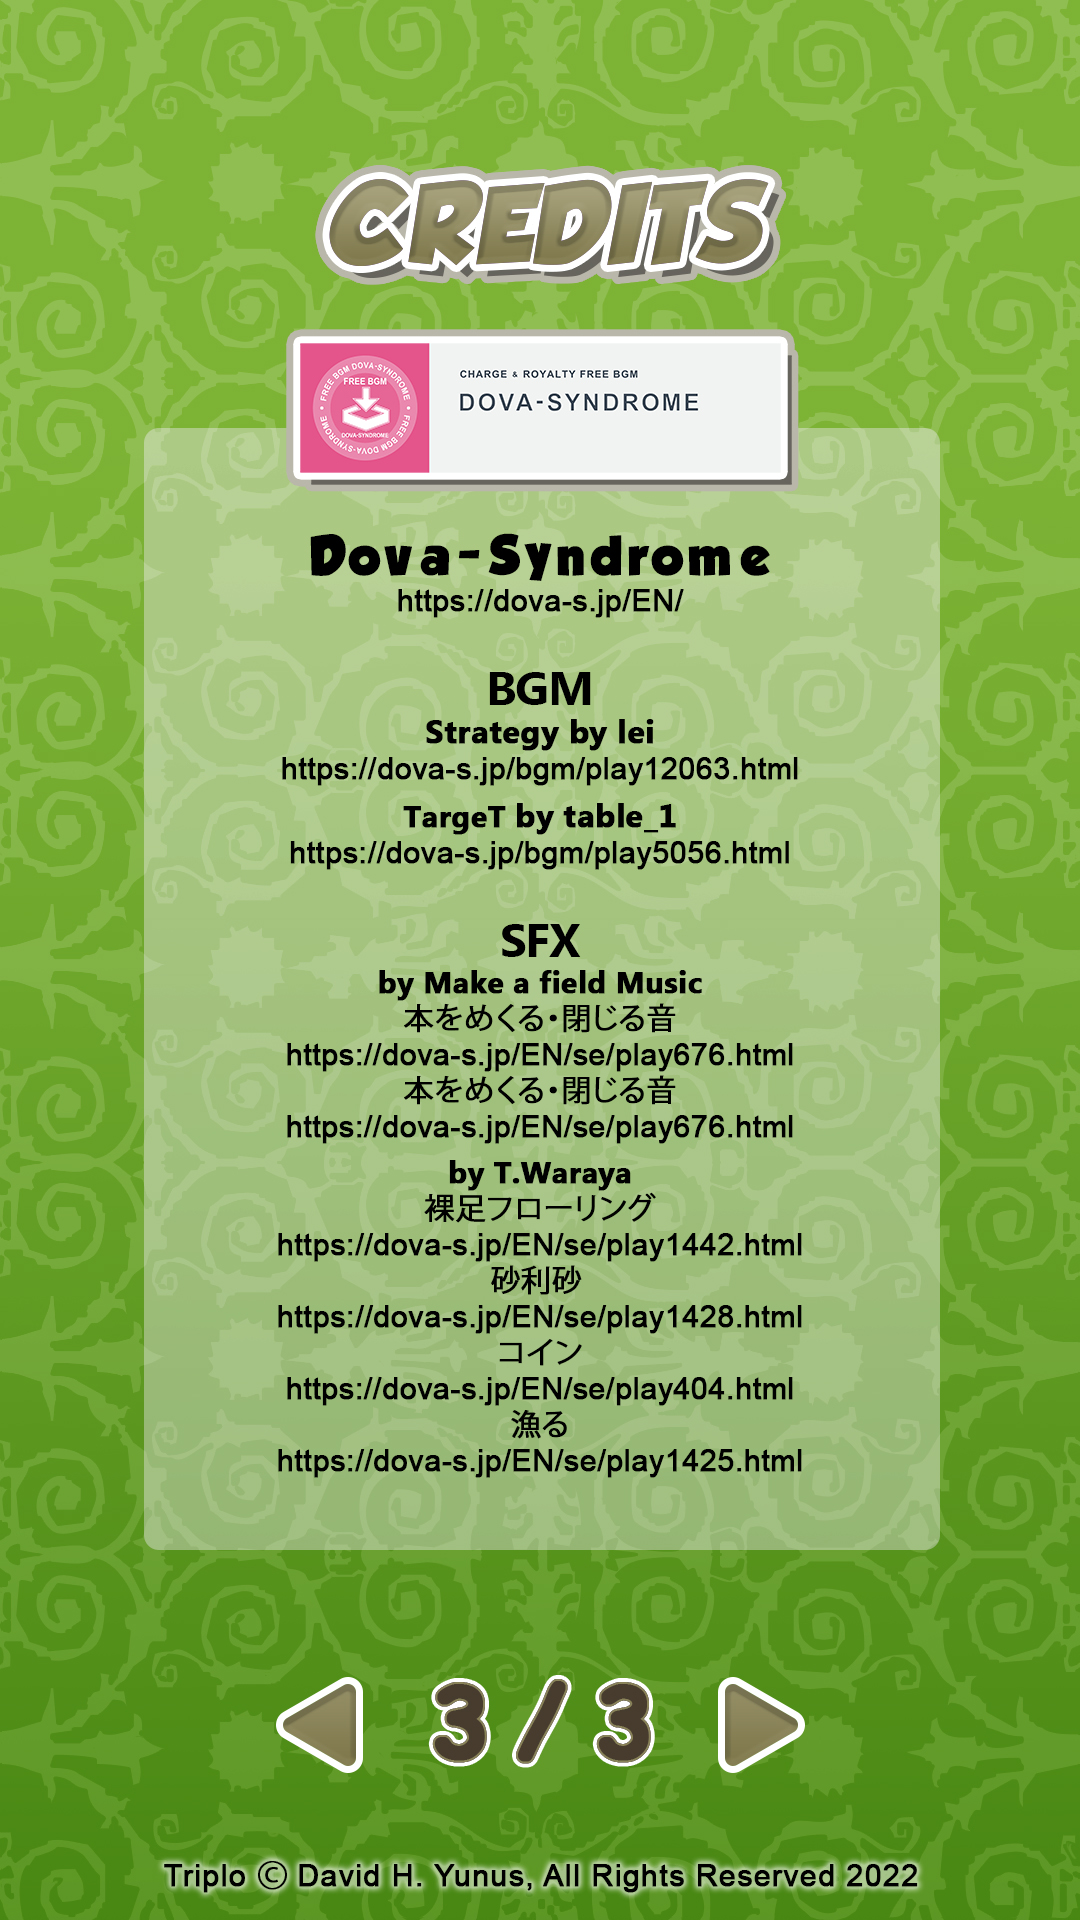 CREDITS
FREE BGM DOVA-SYNDROME
FREE BGM DOVA-SYNDROME
FREE BGM
DOVA-SYNDROME
CHARGE & ROYALTY FREE BGM
DOVA-SYNDROME
Dova-Syndrome
https://dova-s.jp/EN/
BGM
Strategy by lei
https://dova-s.jp/bgm/play12063.html
TargeT by table_1
https://dova-s.jp/bgm/play5056.html
SFX
by Make a field Music
本をめくる・閉じる音
https://dova-s.jp/EN/se/play676.html
本をめくる・閉じる音
https://dova-s.jp/EN/se/play676.html
by T.Waraya
裸足フローリング
https://dova-s.jp/EN/se/play1442.html
砂利砂
https://dova-s.jp/EN/se/play1428.html
コイン
https://dova-s.jp/EN/se/play404.html
漁る
https://dova-s.jp/EN/se/play1425.html
3/3
Triplo © David H. Yunus, All Rights Reserved 2022